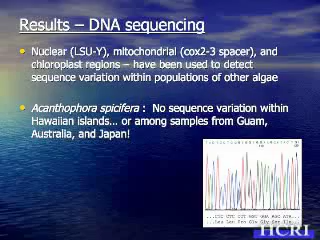 Results – DNA sequencing
• Nuclear (LSU-Y), mitochondrial (cox2-3 spacer), and
chloroplast regions – have been used to detect
sequence variation within populations of other algae
• Acanthophora spicifera : No sequence variation within
Hawaiian islands... or among samples from Guam,
Australia, and Japan!
HCRI